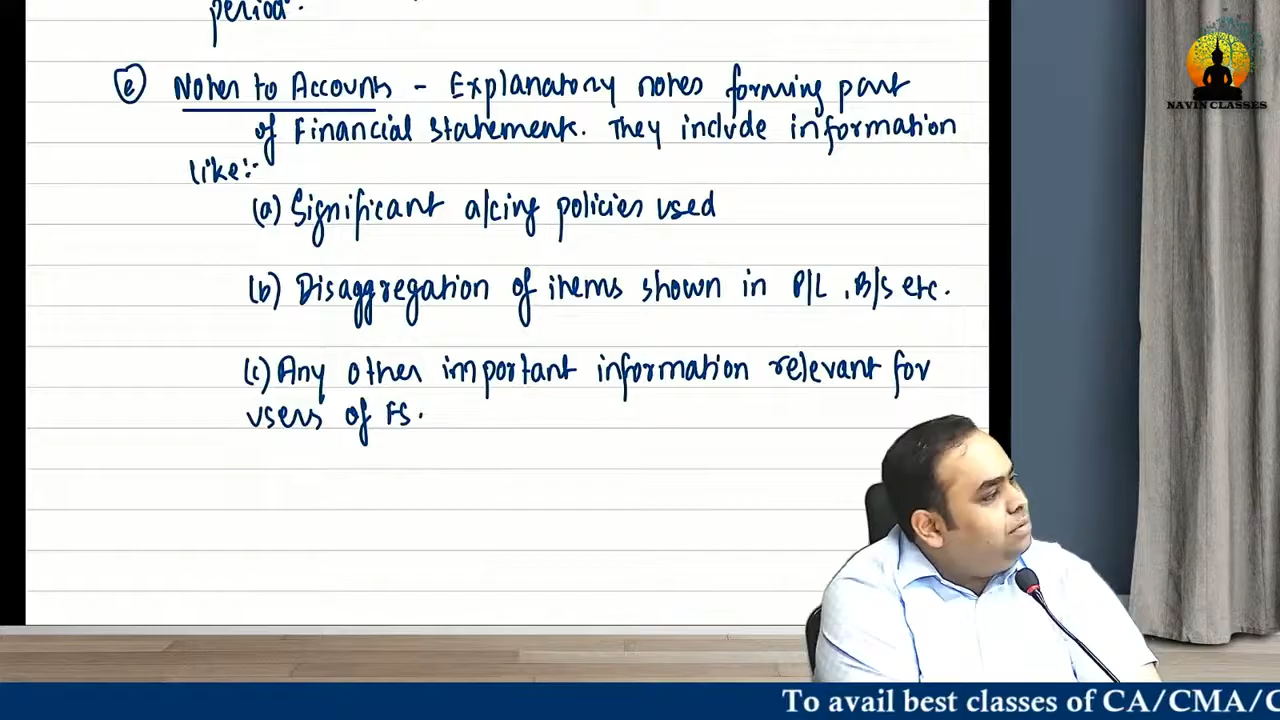 period.
(e) Notes to Accounts - Explanatory notes forming part
of Financial Statements. They include information
like:-
(a) Significant a/cing policies used
(b) Disaggregation of items shown in P/L, B/S etc.
(c) Any other important information relevant for
users of FS.
NAVIN CLASSES
To avail best classes of CA/CMA/C